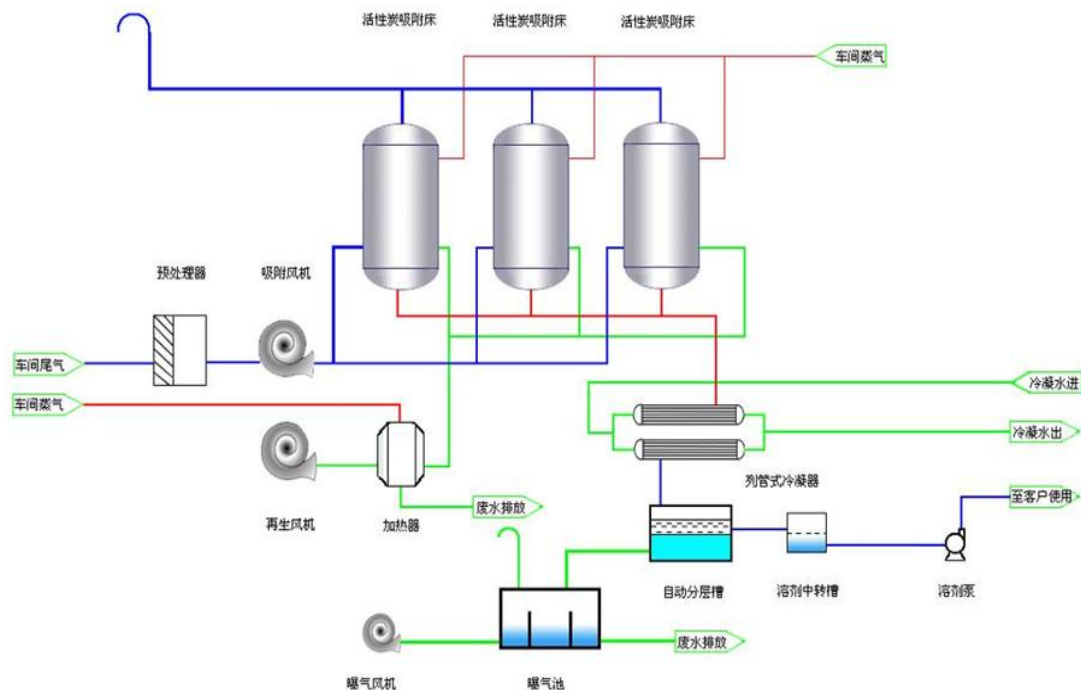 活性炭吸附床
活性炭吸附床
活性炭吸附床
车间蒸气
预处理器
吸附风机
车间尾气
车间蒸气
冷凝水进
冷凝水出
列管式冷凝器
至客户使用
再生风机
加热器
废水排放
自动分层槽
溶剂中转槽
溶剂泵
废水排放
曝气风机
曝气池